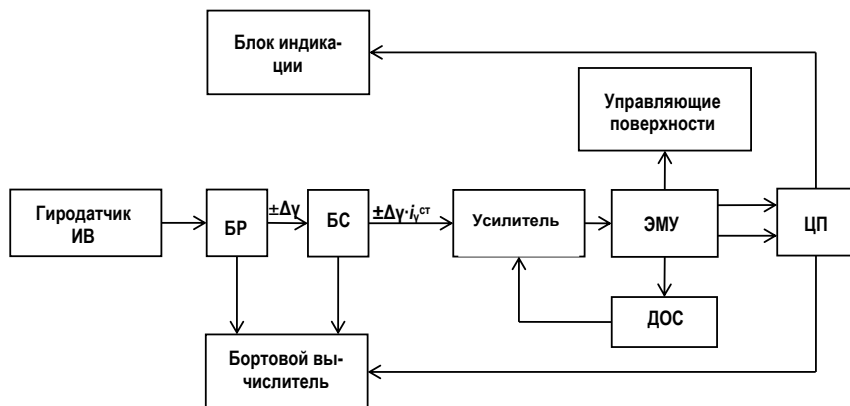 Блок индика-
ции
Управляющие
поверхности
Гиродатчик
ИВ
БР
±Δγ
БС
±Δγ·iγст
Усилитель
ЭМУ
ЦП
ДОС
Бортовой вы-
числитель